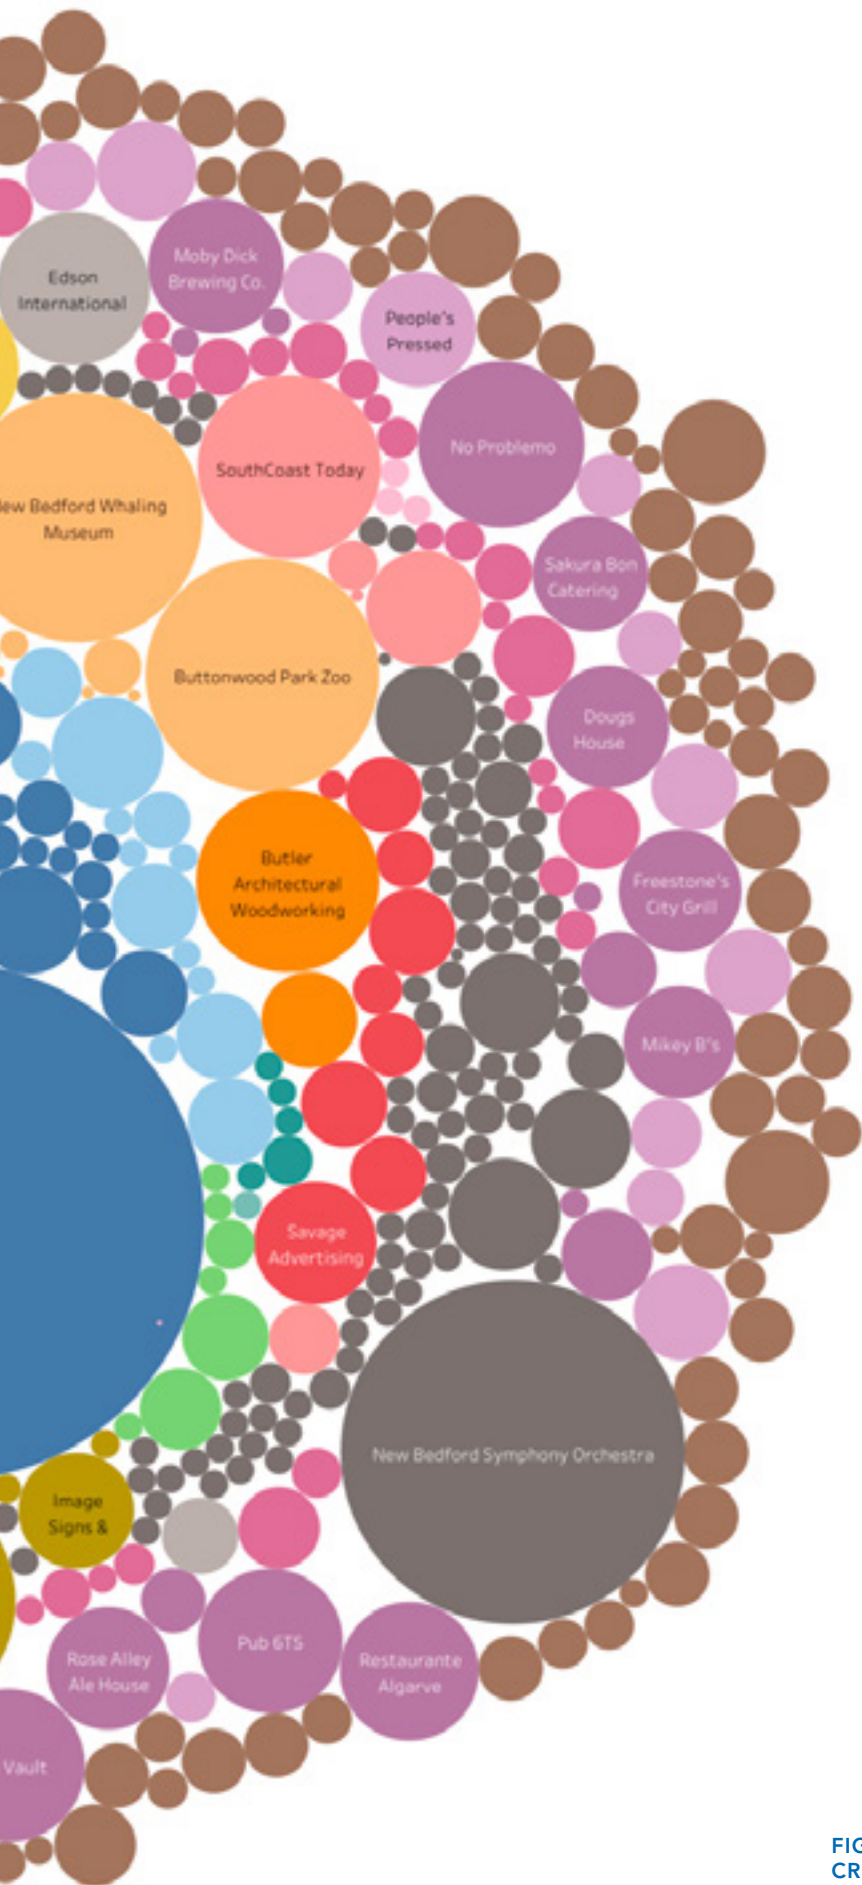 Moby Dick
Brewing Co.
Edson
International
People's
Pressed
No Problemo
SouthCoast Today
ew Bedford Whaling
Museum
Sakura Bon
Catering
Buttonwood Park Zoo
Dougs
House
Butler
Architectural
Woodworking
Freestone's
City Grill
Mikey B's
Savage
Advertising
New Bedford Symphony Orchestra
Image
Signs &
Pub 6T5
Rose Alley
Ale House
Restaurante
Algarve
Vault
FIG
CR